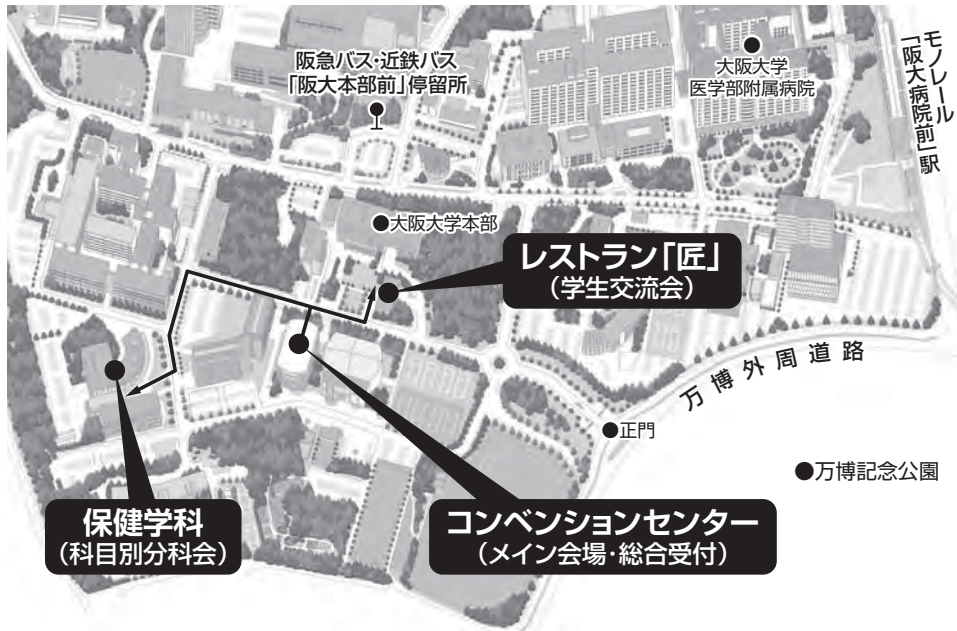 阪急バス・近鉄バス
「阪大本部前」停留所
大阪大学
医学部附属病院
モノレール
「阪大病院前」駅
大阪大学本部
レストラン「匠」
（学生交流会）
万博外周道路
正門
万博記念公園
保健学科
（科目別分科会）
コンベンションセンター
（メイン会場・総合受付）